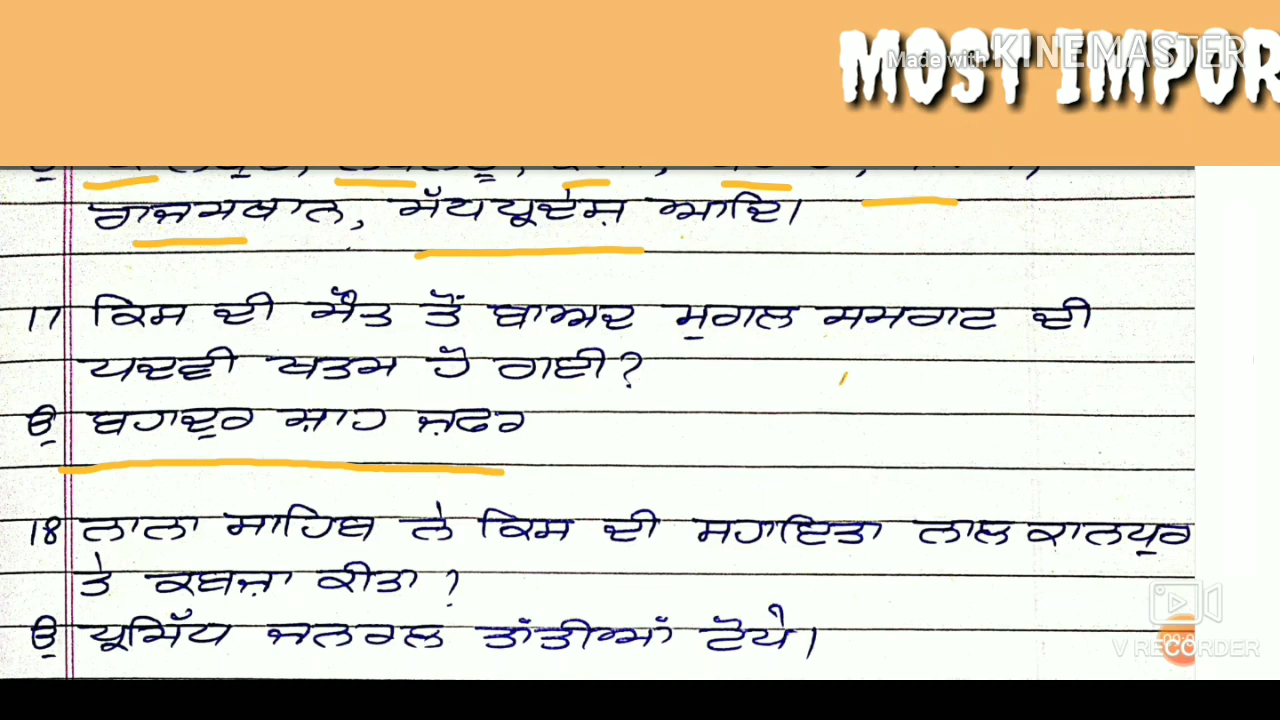 MOST IMPOR
Made with KINEMASTER
ਰਾਜਸਥਾਨ, ਮੱਧਪ੍ਰਦੇਸ਼ ਆਦਿ।
17 ਕਿਸ ਦੀ ਮੌਤ ਤੋਂ ਬਾਅਦ ਮੁਗਲ ਸਮਰਾਟ ਦੀ
ਪਦਵੀ ਖਤਮ ਹੋ ਗਈ?
ਉ ਬਹਾਦੁਰ ਸ਼ਾਹ ਜ਼ਫਰ
18 ਨਾਨਾ ਸਾਹਿਬ ਨੇ ਕਿਸ ਦੀ ਸਹਾਇਤਾ ਨਾਲ ਕਾਨਪੁਰ
ਤੇ ਕਬਜ਼ਾ ਕੀਤਾ?
ਉ ਪ੍ਰਸਿੱਧ ਜਨਰਲ ਤਾਂਤੀਆਂ ਟੋਪੇ।
V RECORDER